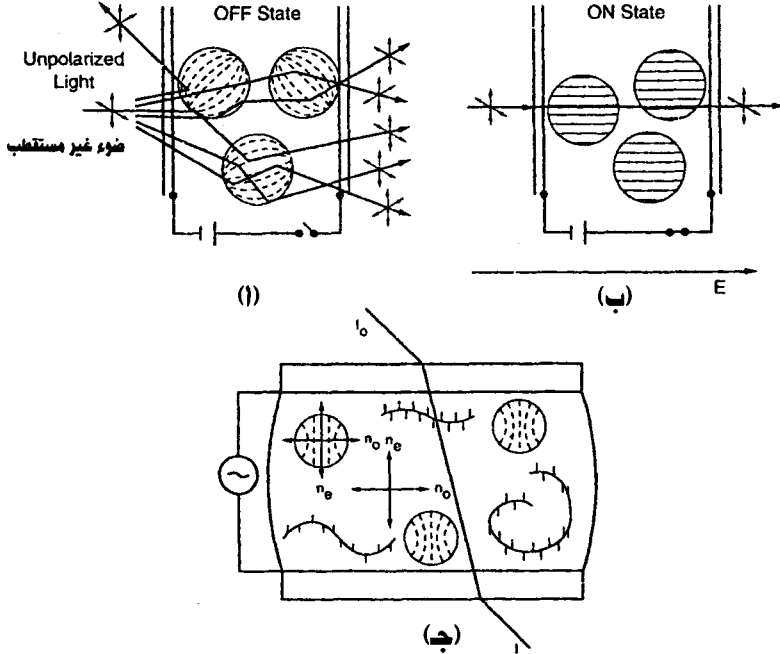 OFF State
ON State
Unpolarized
Light
ضوء غير مستقطب
E
(ا)
(ب)
I₀
nₒ nₑ
nₑ
nₒ
I
(جـ)